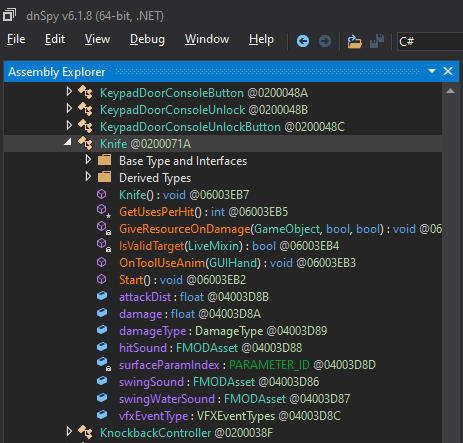 dnSpy v6.1.8 (64-bit, .NET)
File View Debug Window Help C#
Assembly Explorer
KeypadDoorConsoleButton @0200048A
KeypadDoorConsoleUnlock @0200048B
KeypadDoorConsoleUnlockButton @0200048C
Knife @0200071A
Base Type and Interfaces
Derived Types
Knife() : void @06003EB7
GetUsesPerHit() : int @06003EB5
GiveResourceOnDamage(GameObject, bool, bool) : void @06
IsValidTarget(LiveMixin) : bool @06003EB4
OnToolUseAnim(GUIHand) : void @06003EB3
Start() : void @06003EB2
attackDist : float @04003D8B
damage : float @04003D8A
damageType : DamageType @04003D89
hitSound : FMODAsset @04003D88
surfaceParamIndex : PARAMETER_ID @04003D8D
swingSound : FMODAsset @04003D86
swingWaterSound : FMODAsset @04003D87
vfxEventType : VFXEventTypes @04003D8C
KnockbackController @0200038F